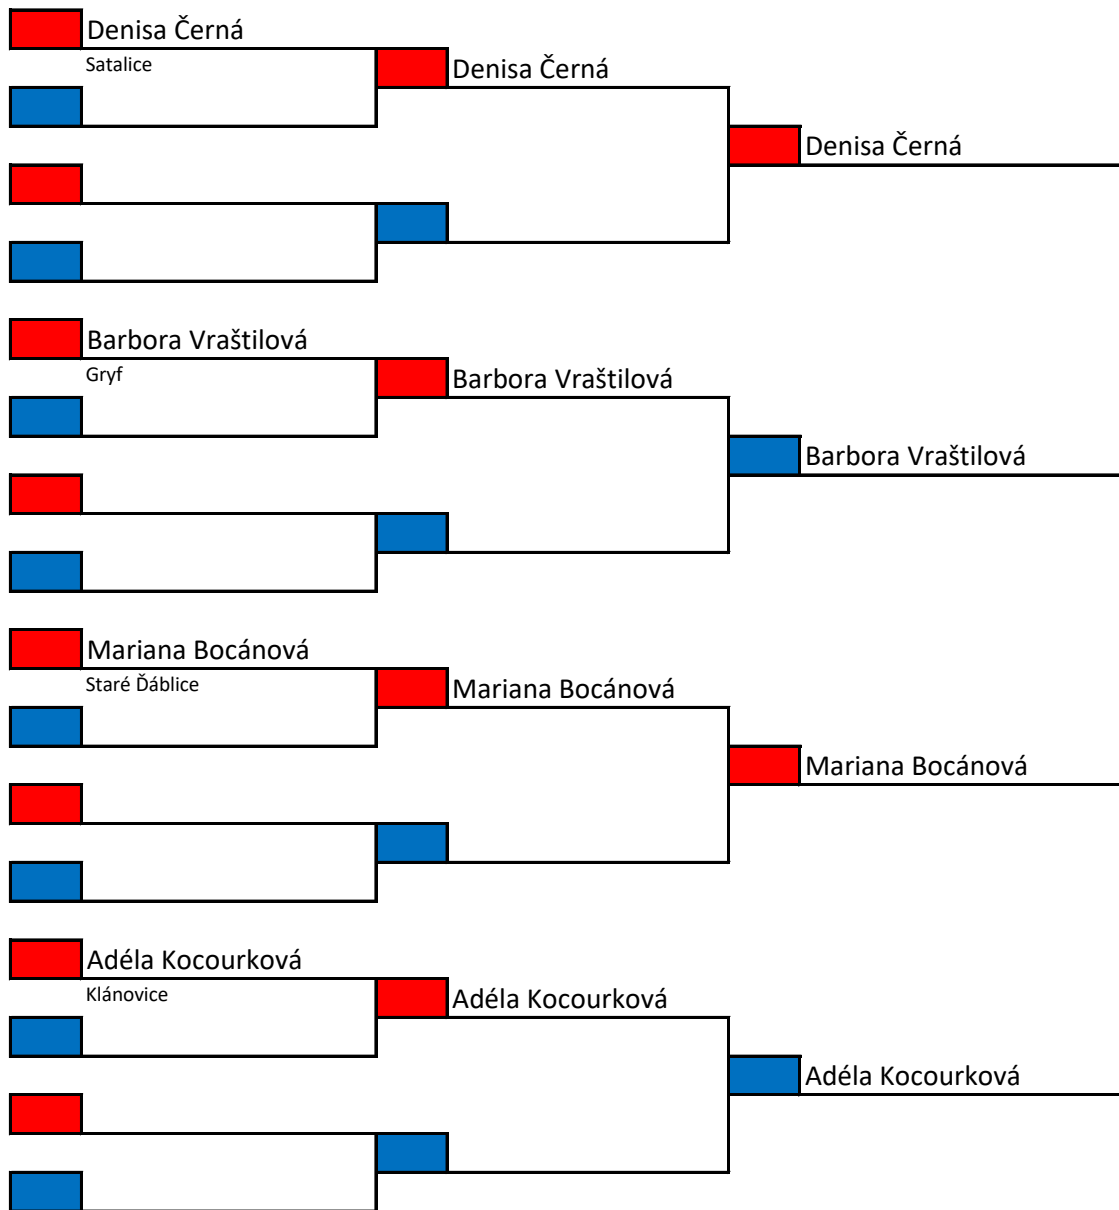 Denisa Černá
Satalice
Denisa Černá
Denisa Černá
Barbora Vraštilová
Gryf
Barbora Vraštilová
Barbora Vraštilová
Mariana Bocánová
Staré Ďáblice
Mariana Bocánová
Mariana Bocánová
Adéla Kocourková
Klánovice
Adéla Kocourková
Adéla Kocourková